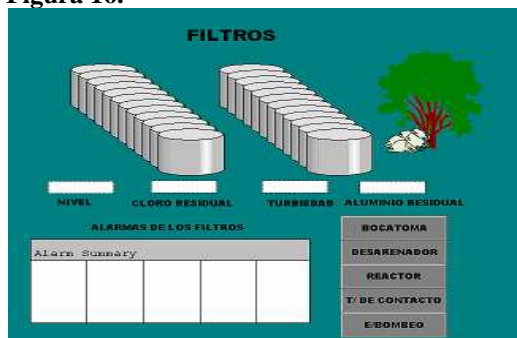 Figura 16.
FILTROS
NIVEL CLORO RESIDUAL TURBIEDAD ALUMINIO RESIDUAL
ALARMAS DE LOS FILTROS
Alarm Summary
BOCATOMA
DESARENADOR
REACTOR
T/ DE CONTACTO
E/BOMBEO